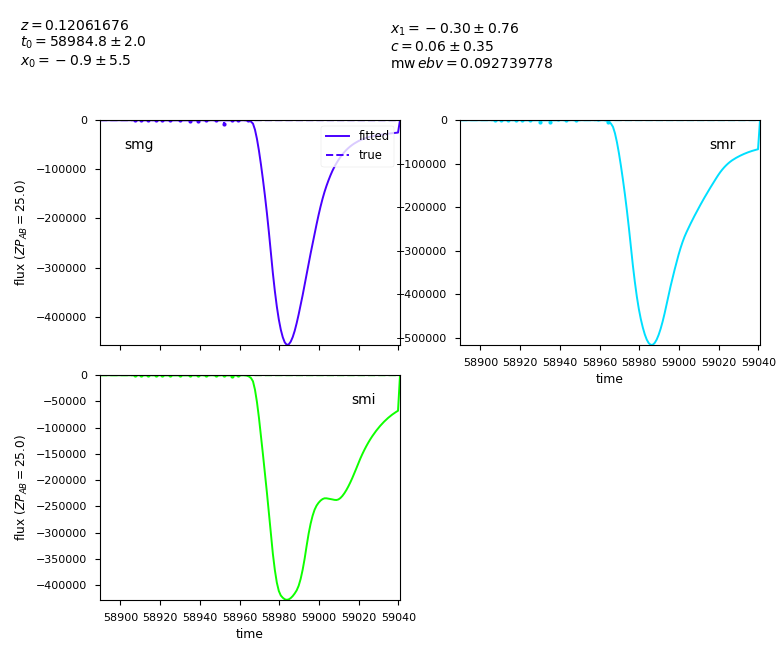 z = 0.12061676
t₀ = 58984.8 ± 2.0
x₀ = −0.9 ± 5.5
x₁ = −0.30 ± 0.76
c = 0.06 ± 0.35
mw ebv = 0.092739778
0
−100000
−200000
−300000
−400000
flux (ZP_AB = 25.0)
smg
fitted
true
0
−100000
−200000
−300000
−400000
−500000
smr
58900 58920 58940 58960 58980 59000 59020 59040
time
0
−50000
−100000
−150000
−200000
−250000
−300000
−350000
−400000
flux (ZP_AB = 25.0)
smi
58900 58920 58940 58960 58980 59000 59020 59040
time